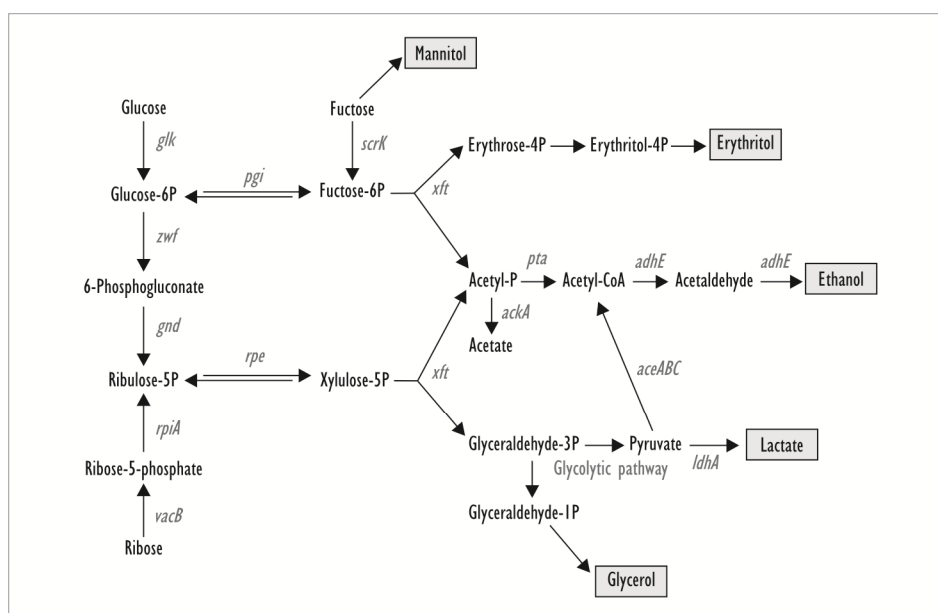 Mannitol
Glucose
Fuctose
glk
scrK
Erythrose-4P
Erythritol-4P
Erythritol
Glucose-6P
pgi
Fuctose-6P
xft
zwf
6-Phosphogluconate
Acetyl-P
pta
Acetyl-CoA
adhE
Acetaldehyde
adhE
Ethanol
gnd
ackA
Acetate
Ribulose-5P
rpe
Xylulose-5P
xft
aceABC
rpiA
Glyceraldehyde-3P
Glycolytic pathway
Pyruvate
ldhA
Lactate
Ribose-5-phosphate
vacB
Glyceraldehyde-1P
Ribose
Glycerol